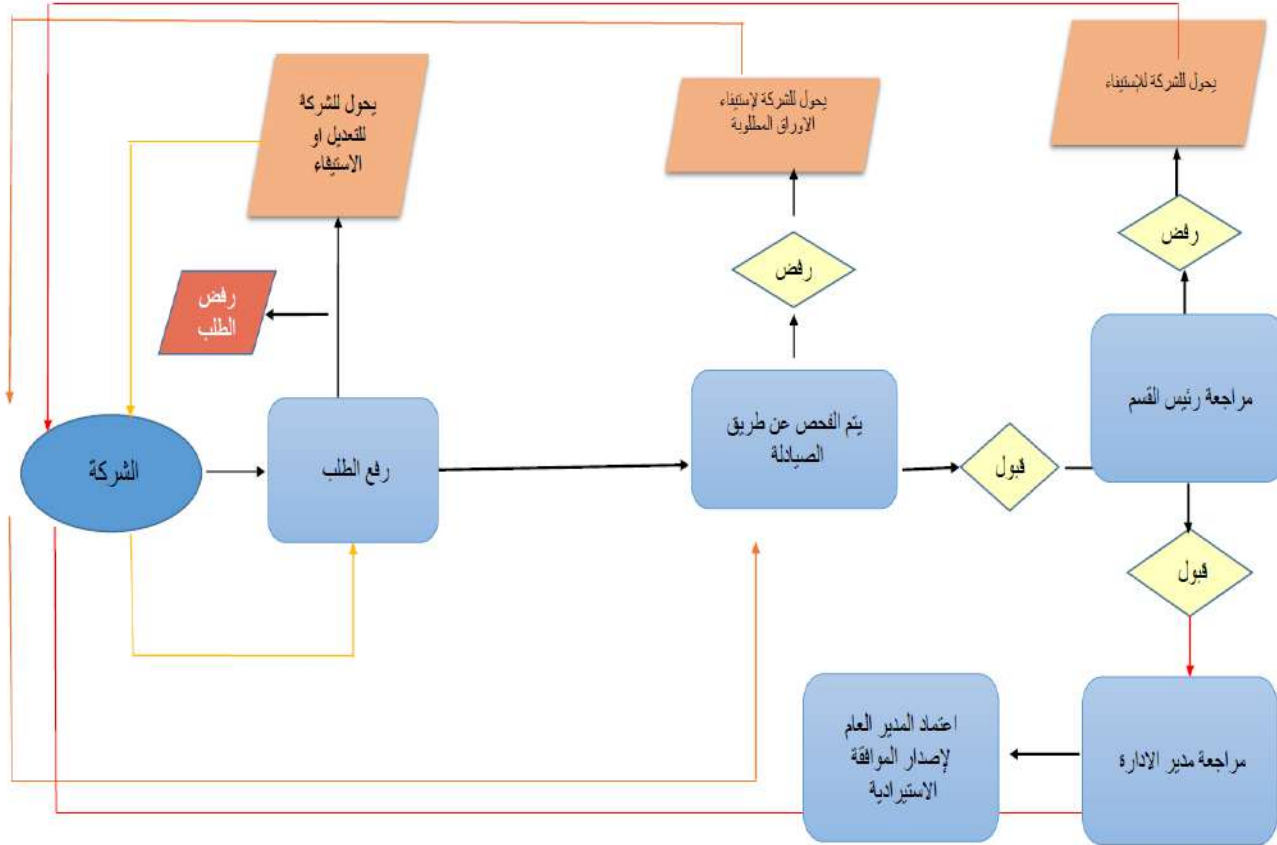 يحول للشركة للإستيفاء
يحول للشركة لإستيفاء
الاوراق المطلوبة
يحول للشركة
للتعديل او
الاستيفاء
رفض
رفض
رفض
الطلب
الشركة
رفع الطلب
يتم الفحص عن طريق
الصيادلة
قبول
مراجعة رئيس القسم
قبول
مراجعة مدير الادارة
اعتماد المدير العام
لإصدار الموافقة
الاستيرادية